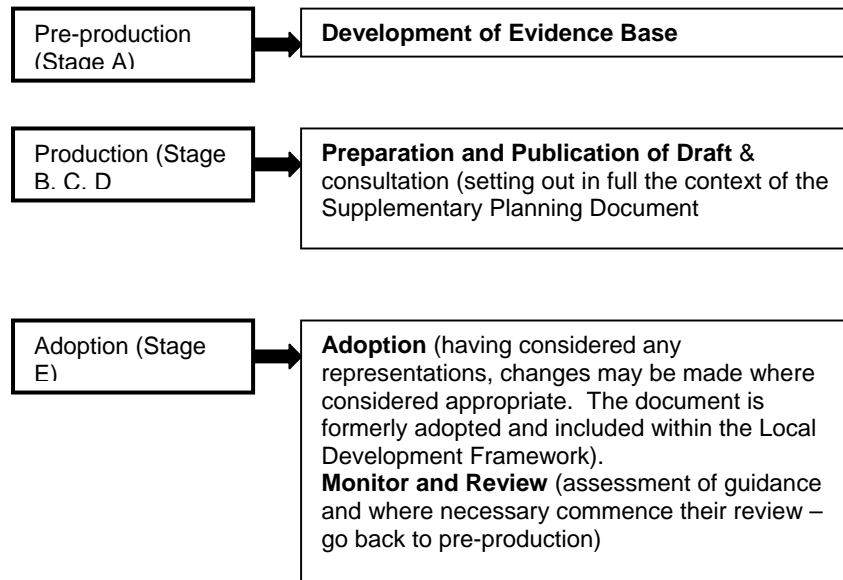 Pre-production
(Stage A)
Development of Evidence Base
Production (Stage
B, C, D
Preparation and Publication of Draft &
consultation (setting out in full the context of the
Supplementary Planning Document
Adoption (Stage
E)
Adoption (having considered any
representations, changes may be made where
considered appropriate.  The document is
formerly adopted and included within the Local
Development Framework).
Monitor and Review (assessment of guidance
and where necessary commence their review –
go back to pre-production)